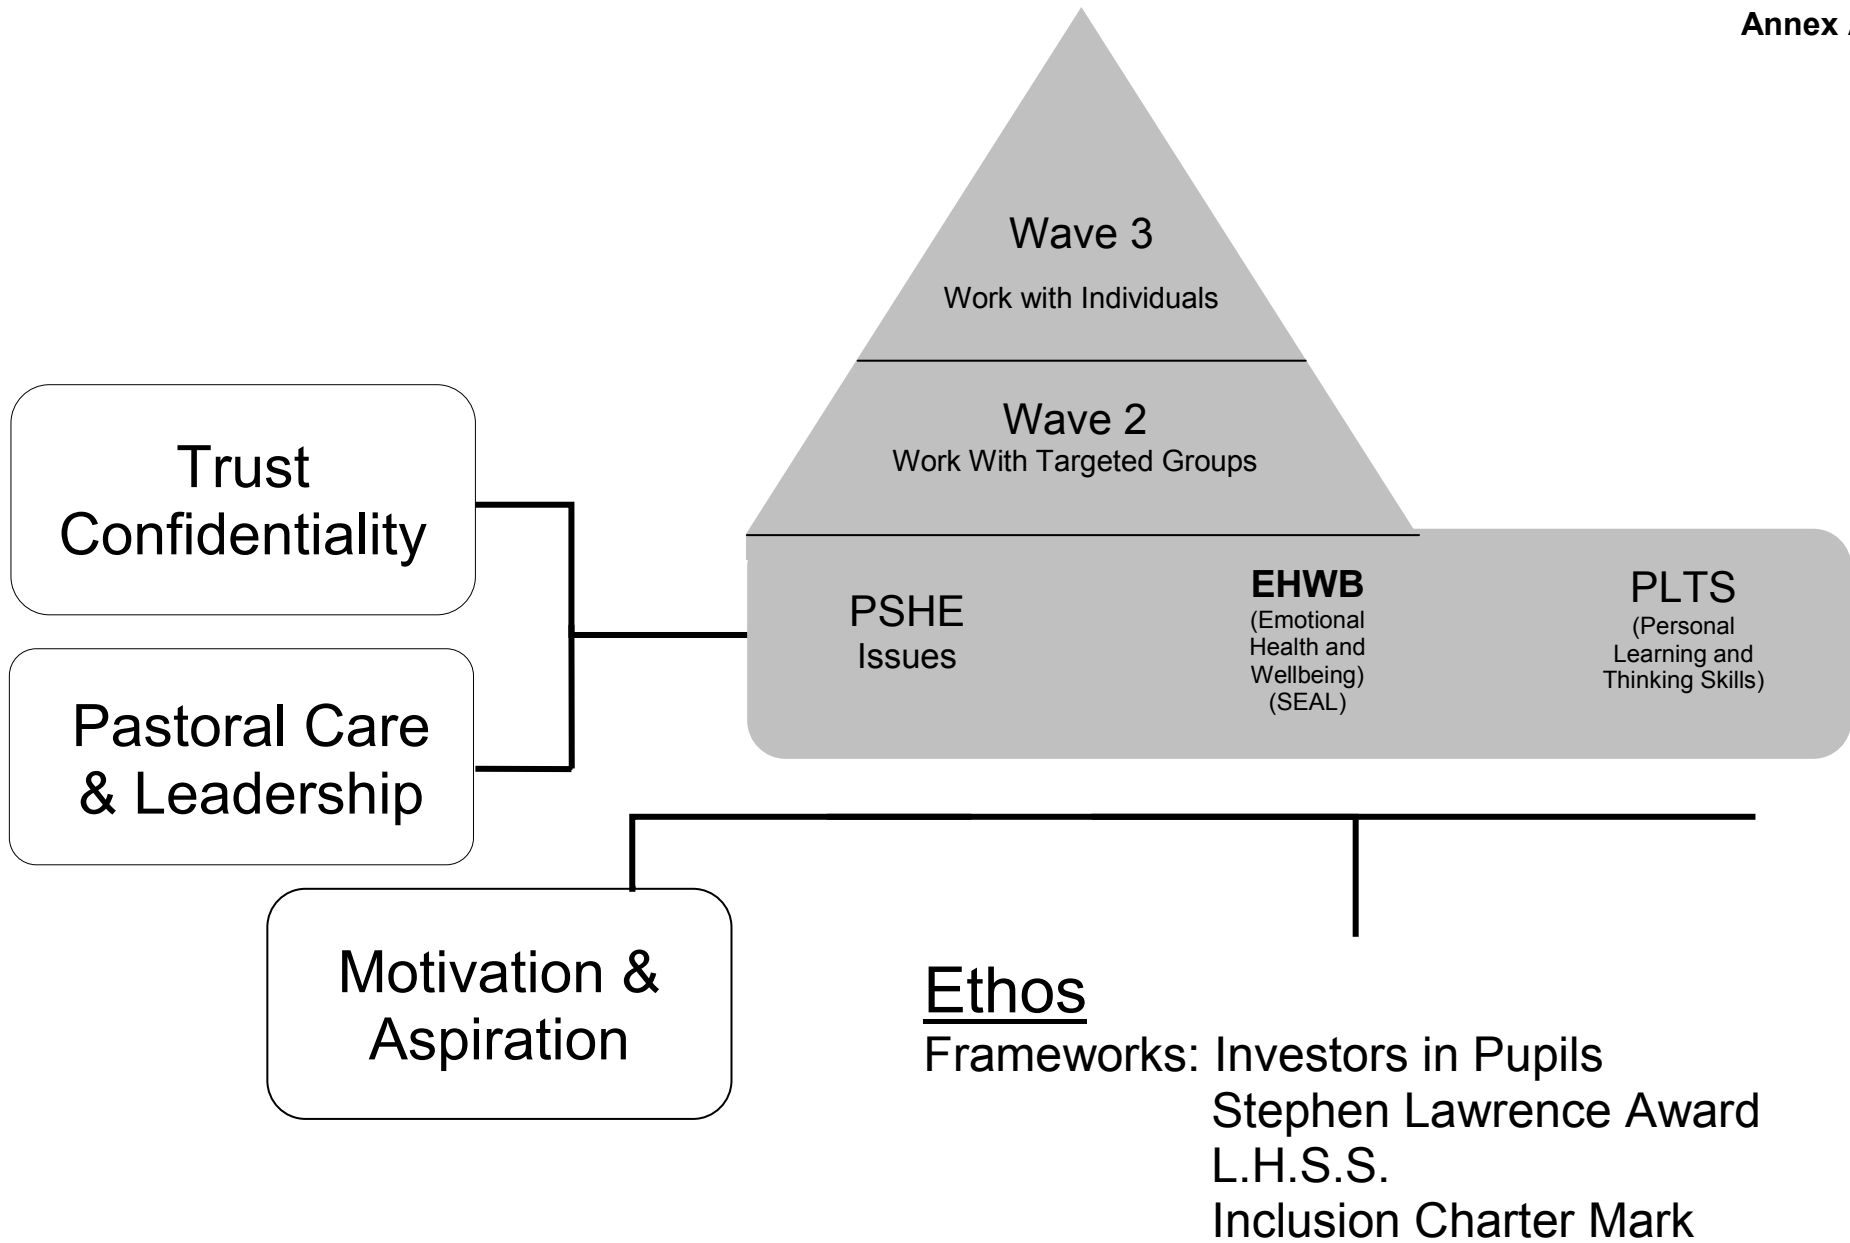 Annex
Wave 3
Work with Individuals
Wave 2
Work With Targeted Groups
Trust
Confidentiality
Pastoral Care
& Leadership
PSHE
Issues
EHWB
(Emotional
Health and
Wellbeing)
(SEAL)
PLTS
(Personal
Learning and
Thinking Skills)
Motivation &
Aspiration
Ethos
Frameworks: Investors in Pupils
Stephen Lawrence Award
L.H.S.S.
Inclusion Charter Mark